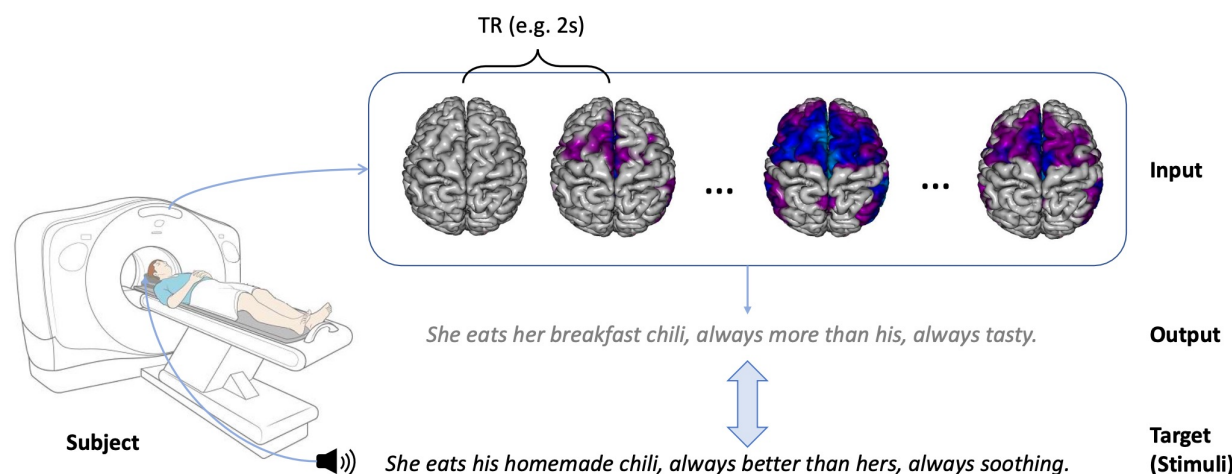 TR (e.g. 2s)
... ...
Input
She eats her breakfast chili, always more than his, always tasty.
Output
Subject
She eats his homemade chili, always better than hers, always soothing.
Target
(Stimuli)